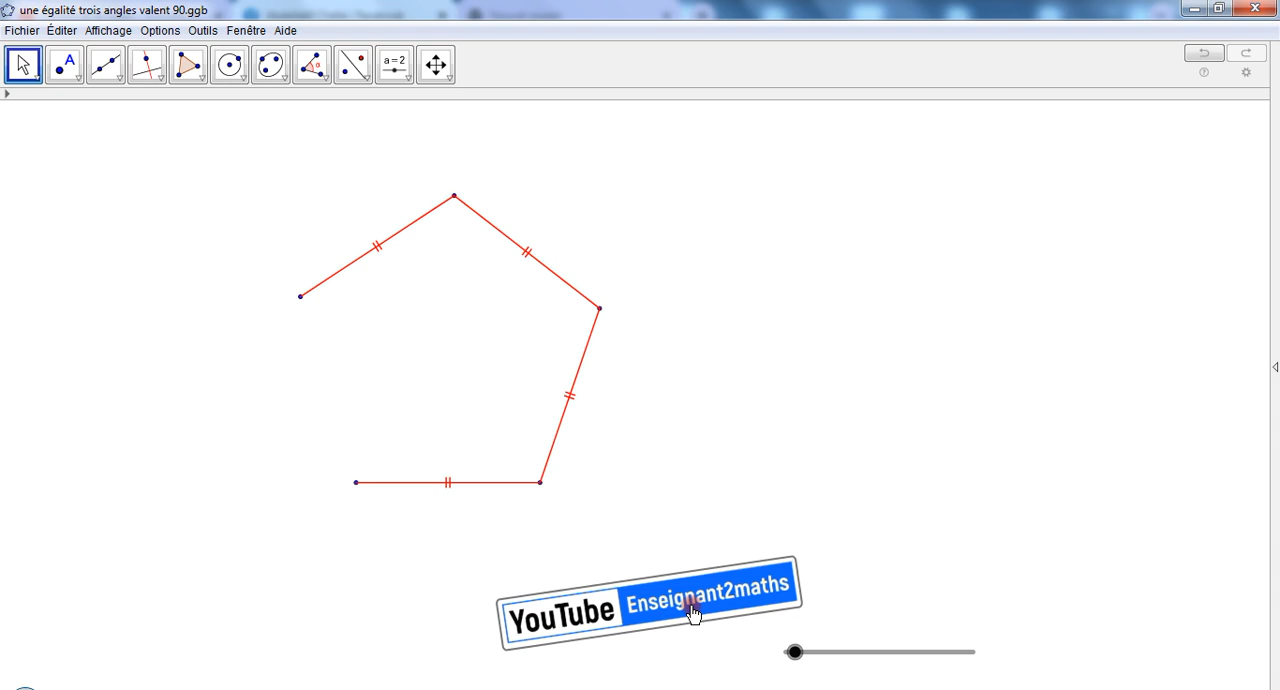 une égalité trois angles valent 90.ggb
Fichier Éditer Affichage Options Outils Fenêtre Aide
A
α
a=2
YouTube Enseignant2maths